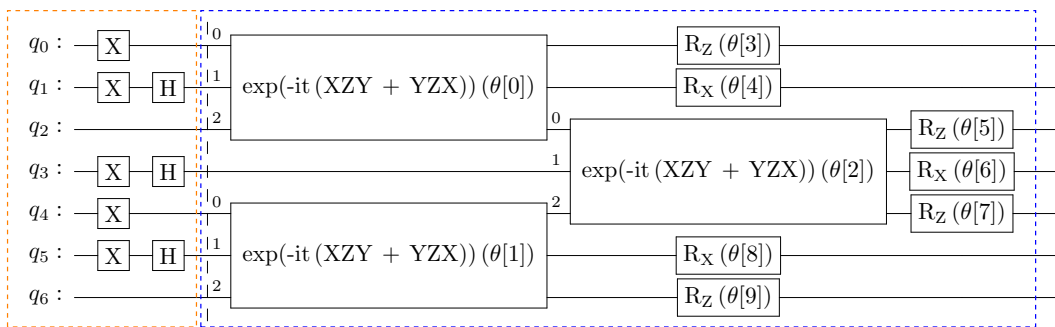 q0 : X 0 RZ (θ[3])
q1 : X H 1 exp(-it (XZY + YZX)) (θ[0]) RX (θ[4])
q2 : 2 0 RZ (θ[5])
q3 : X H 1 exp(-it (XZY + YZX)) (θ[2]) RX (θ[6])
q4 : X 0 2 RZ (θ[7])
q5 : X H 1 exp(-it (XZY + YZX)) (θ[1]) RX (θ[8])
q6 : 2 RZ (θ[9])